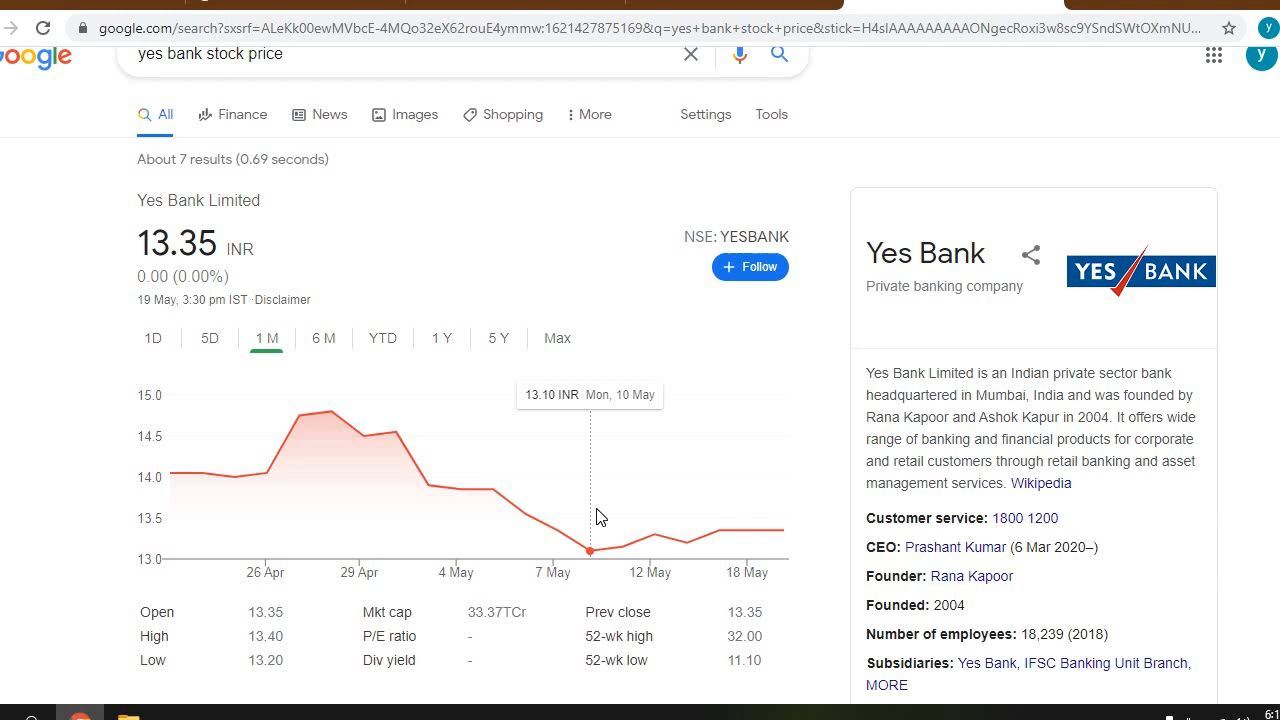 google.com/search?sxsrf=ALeKk00ewMVbcE-4MQo32eX62rouE4ymmw:1621427875169&q=yes+bank+stock+price&stick=H4sIAAAAAAAAAONgecRoxi3w8sc9YSndSWtOXmNU...
y
oogle
yes bank stock price
y
All
Finance
News
Images
Shopping
More
Settings
Tools
About 7 results (0.69 seconds)
Yes Bank Limited
13.35 INR
0.00 (0.00%)
19 May, 3:30 pm IST ·Disclaimer
NSE: YESBANK
+ Follow
1D 5D 1 M 6 M YTD 1 Y 5 Y Max
13.10 INR Mon, 10 May
15.0
14.5
14.0
13.5
13.0
26 Apr 29 Apr 4 May 7 May 12 May 18 May
Open 13.35 Mkt cap 33.37TCr Prev close 13.35
High 13.40 P/E ratio - 52-wk high 32.00
Low 13.20 Div yield - 52-wk low 11.10
Yes Bank
Private banking company
YES BANK
Yes Bank Limited is an Indian private sector bank
headquartered in Mumbai, India and was founded by
Rana Kapoor and Ashok Kapur in 2004. It offers wide
range of banking and financial products for corporate
and retail customers through retail banking and asset
management services. Wikipedia
Customer service: 1800 1200
CEO: Prashant Kumar (6 Mar 2020–)
Founder: Rana Kapoor
Founded: 2004
Number of employees: 18,239 (2018)
Subsidiaries: Yes Bank, IFSC Banking Unit Branch,
MORE